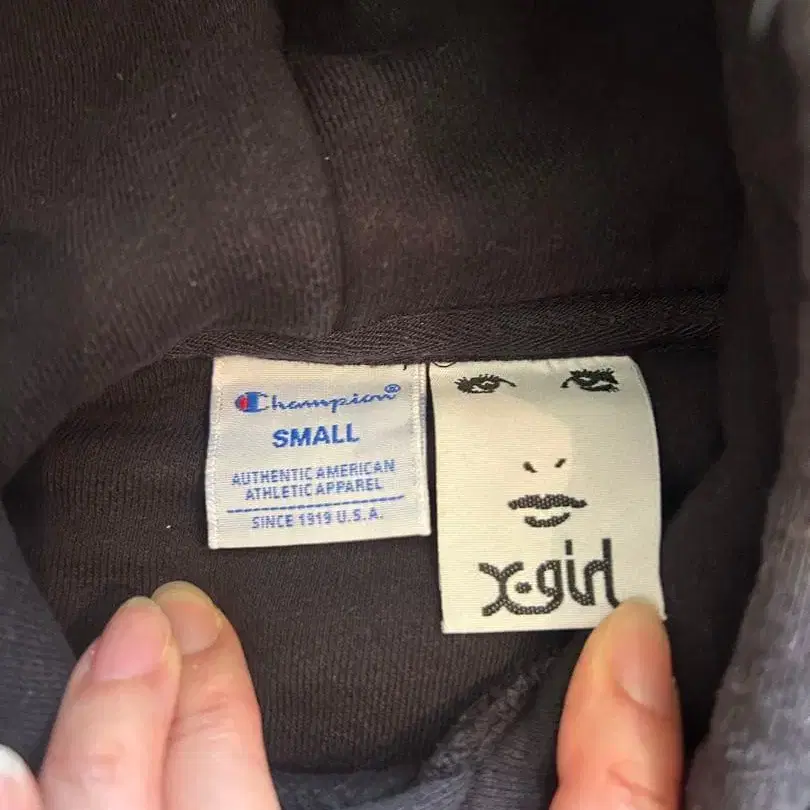 Champion®
SMALL
AUTHENTIC AMERICAN
ATHLETIC APPAREL
SINCE 1919 U.S.A.
X-girl